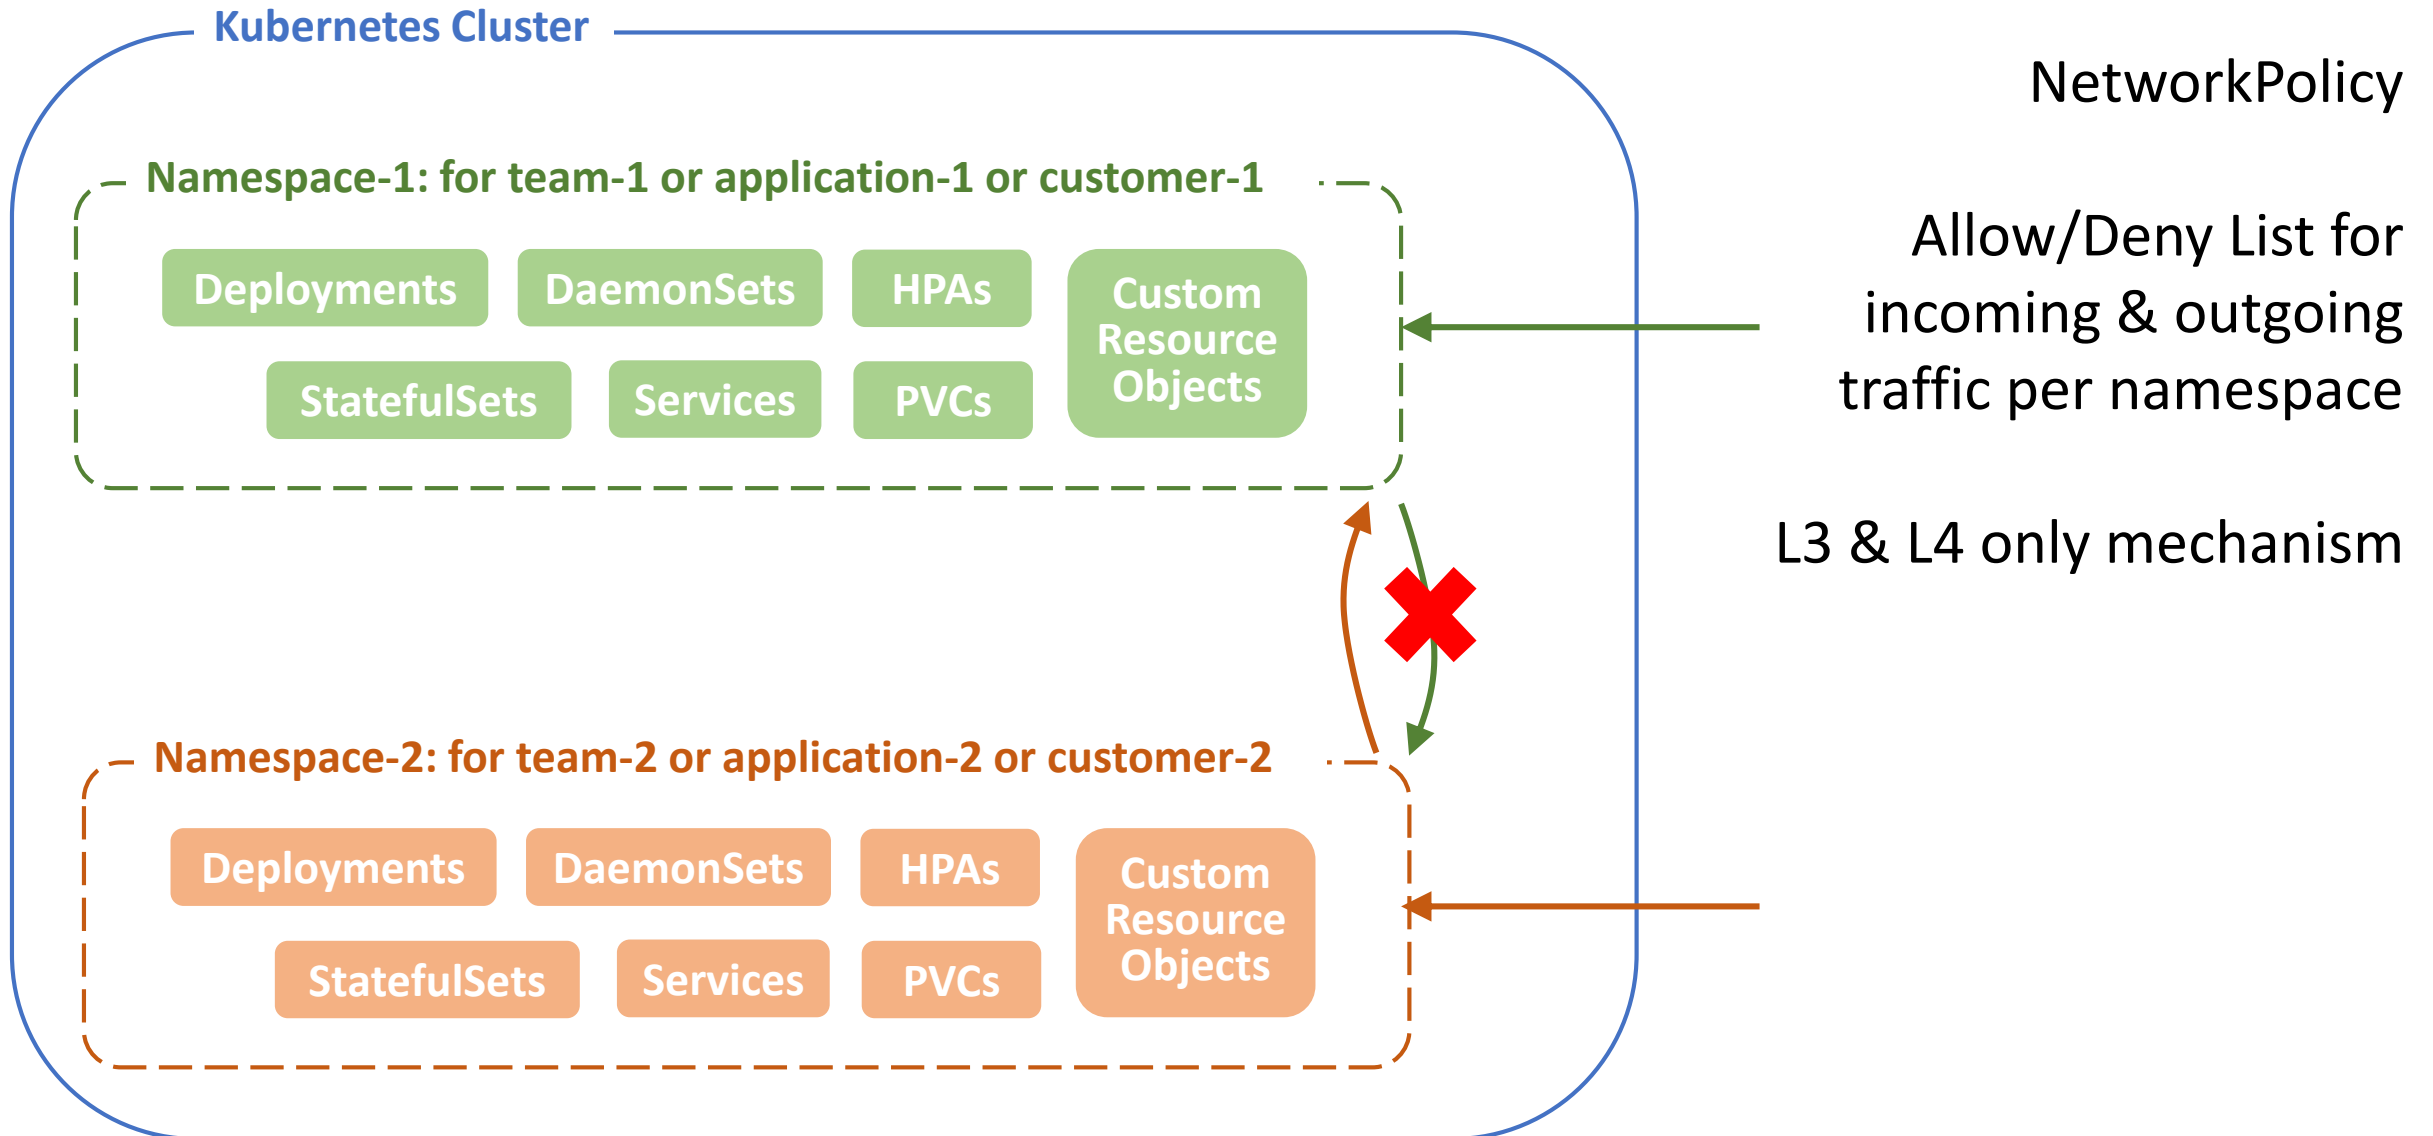 Kubernetes Cluster
NetworkPolicy
Namespace-1: for team-1 or application-1 or customer-1
Deployments
DaemonSets
HPAs
Custom
Resource
Objects
StatefulSets
Services
PVCs
Allow/Deny List for
incoming & outgoing
traffic per namespace
L3 & L4 only mechanism
Namespace-2: for team-2 or application-2 or customer-2
Deployments
DaemonSets
HPAs
Custom
Resource
Objects
StatefulSets
Services
PVCs